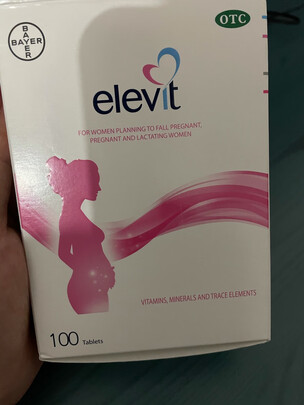 BAYER
BAYER
OTC
elevit
FOR WOMEN PLANNING TO FALL PREGNANT,
PREGNANT AND LACTATING WOMEN
VITAMINS, MINERALS AND TRACE ELEMENTS
100 Tablets